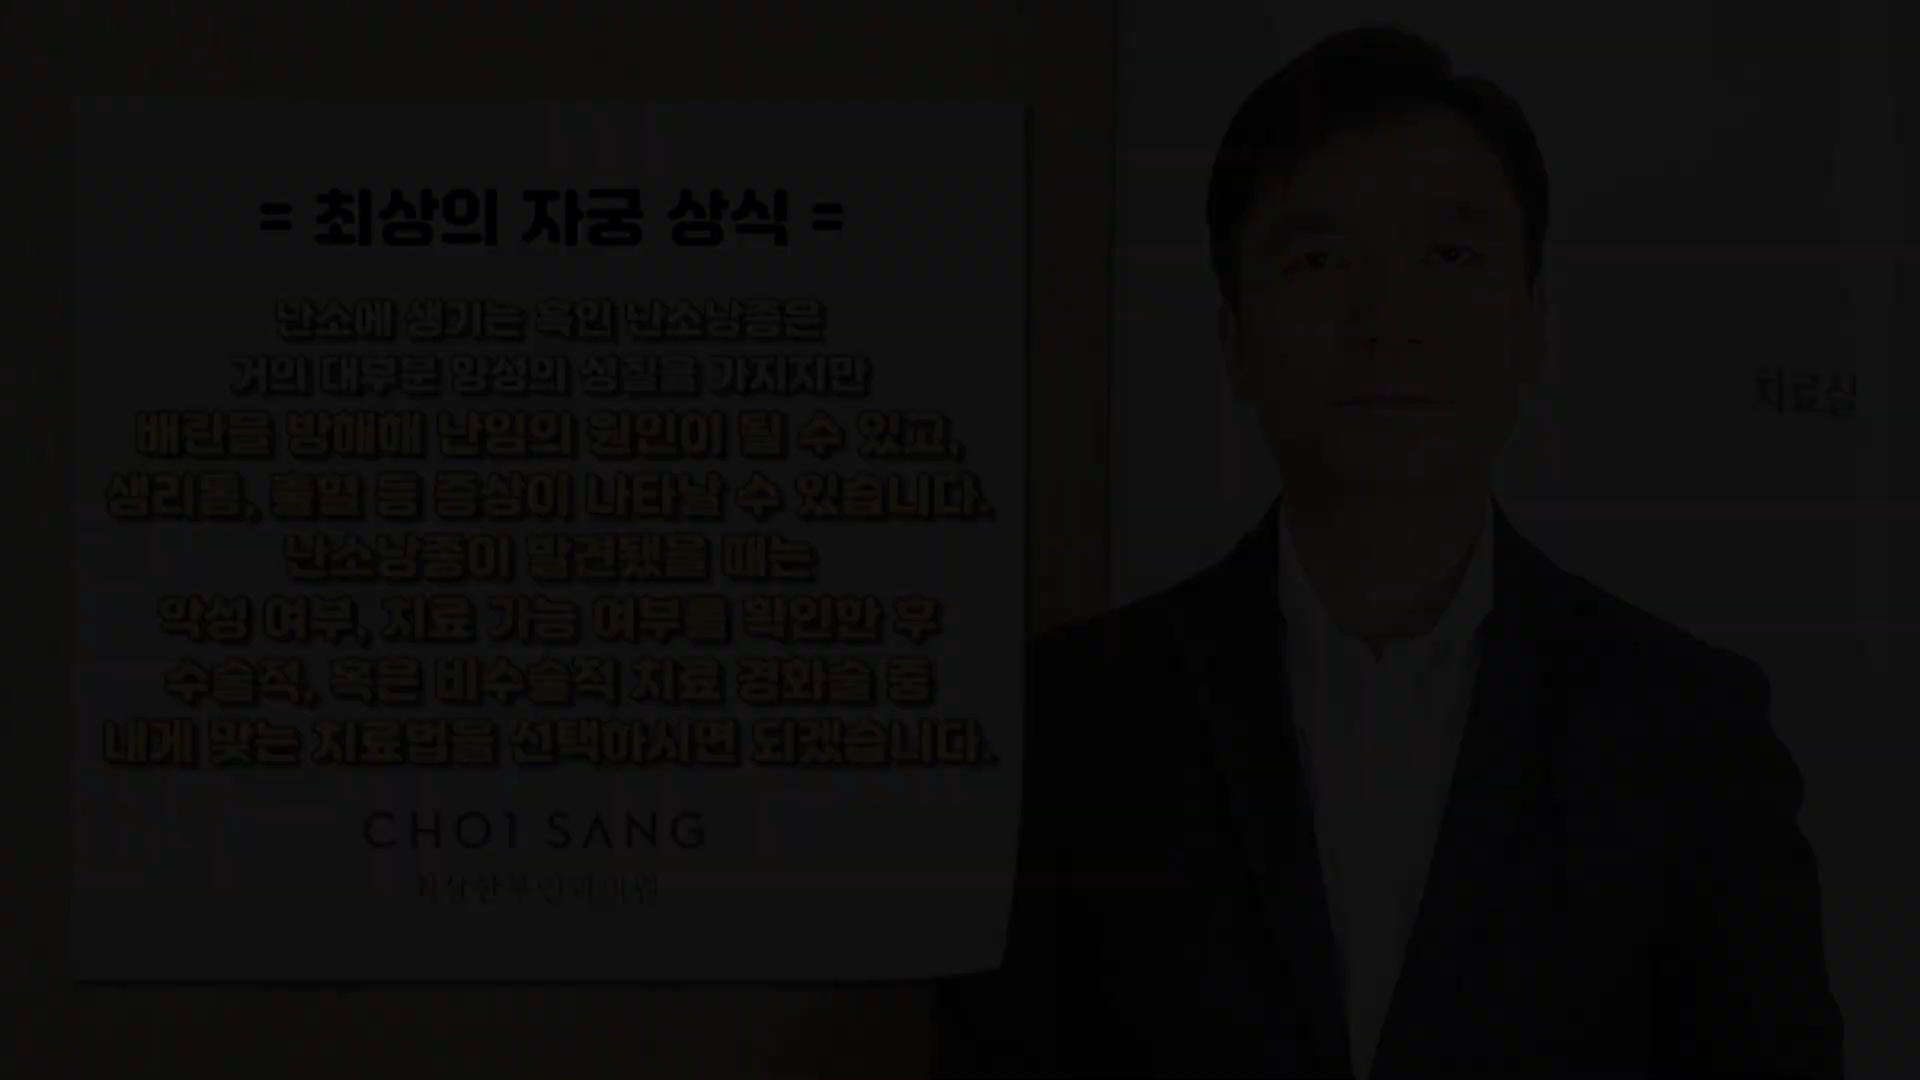 = 최상의 자궁 상식 =
난소에 생기는 혹인 난소낭종은
거의 대부분 양성의 성질을 가지지만
배란을 방해해 난임의 원인이 될 수 있고,
생리통, 출혈 등 증상이 나타날 수 있습니다.
난소낭종이 발견됐을 때는
악성 여부, 치료 가능 여부를 확인한 후
수술적, 혹은 비수술적 치료 경화술 중
내게 맞는 치료법을 선택하시면 되겠습니다.
CHOI SANG
최상산부인과의원
치료실